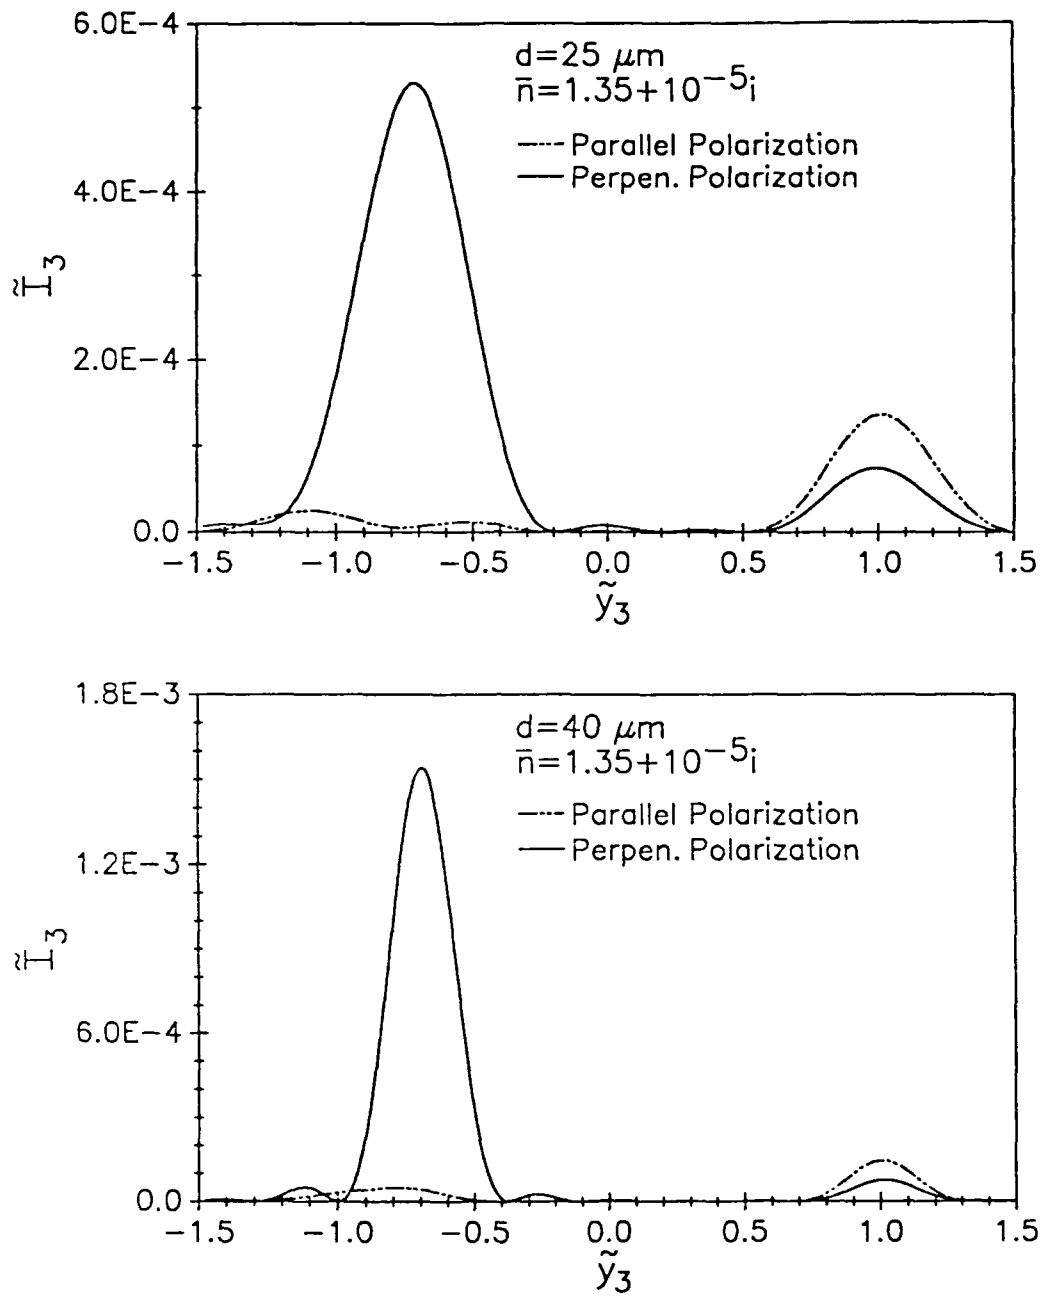 6.0E−4
d=25 μm
n̅=1.35+10⁻⁵i
Parallel Polarization
Perpen. Polarization
4.0E−4
Ĩ₃
2.0E−4
0.0
−1.5 −1.0 −0.5 0.0 0.5 1.0 1.5
ỹ₃
1.8E−3
d=40 μm
n̅=1.35+10⁻⁵i
Parallel Polarization
Perpen. Polarization
1.2E−3
Ĩ₃
6.0E−4
0.0
−1.5 −1.0 −0.5 0.0 0.5 1.0 1.5
ỹ₃